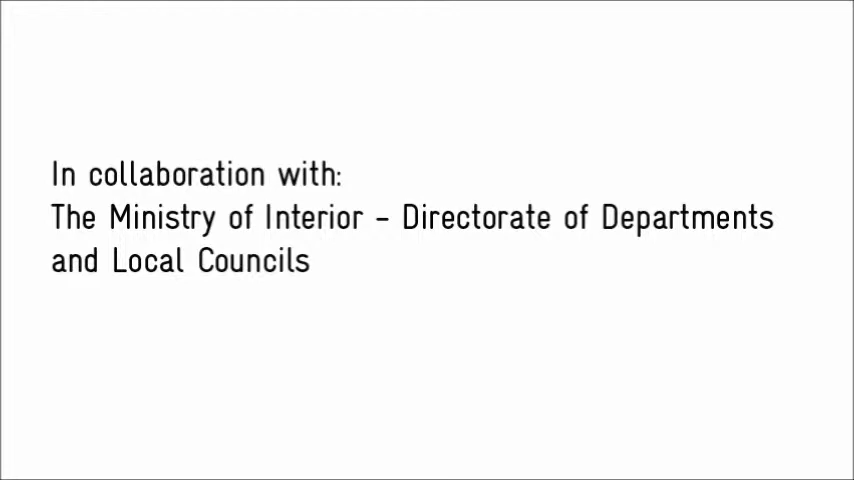 In collaboration with:
The Ministry of Interior - Directorate of Departments
and Local Councils